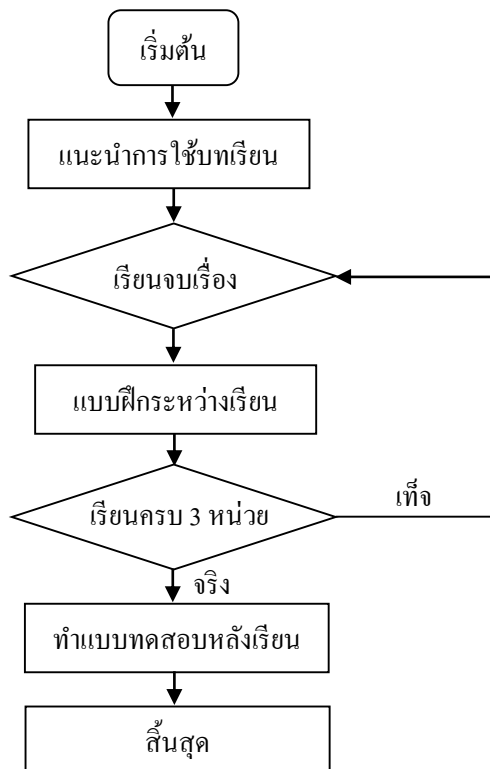 เริ่มต้น
แนะนำการใช้บทเรียน
เรียนจบเรื่อง
แบบฝึกระหว่างเรียน
เรียนครบ 3 หน่วย
เท็จ
จริง
ทำแบบทดสอบหลังเรียน
สิ้นสุด